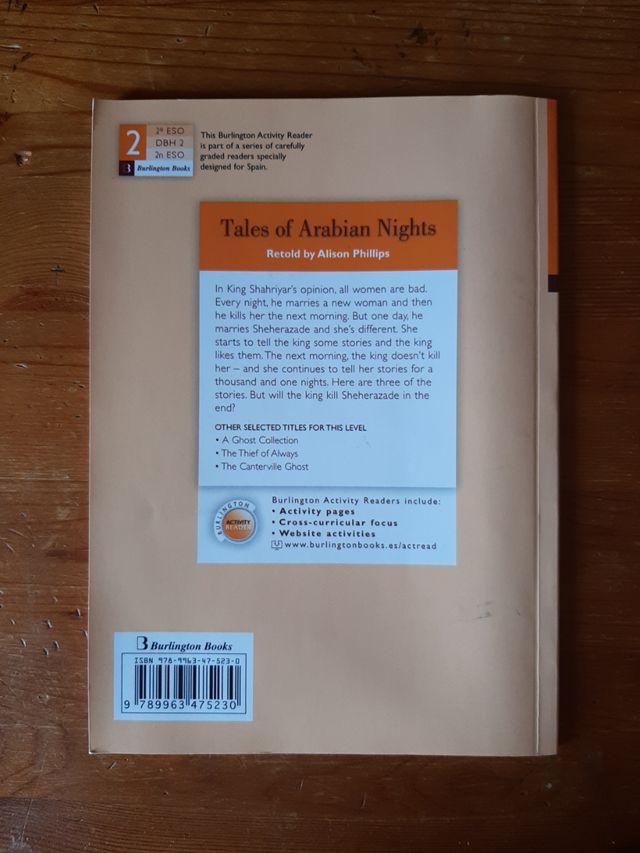 2
2º ESO
DBH 2
2n ESO
B Burlington Books
This Burlington Activity Reader
is part of a series of carefully
graded readers specially
designed for Spain.
Tales of Arabian Nights
Retold by Alison Phillips
In King Shahriyar's opinion, all women are bad.
Every night, he marries a new woman and then
he kills her the next morning. But one day, he
marries Sheherazade and she's different. She
starts to tell the king some stories and the king
likes them. The next morning, the king doesn't kill
her – and she continues to tell her stories for a
thousand and one nights. Here are three of the
stories. But will the king kill Sheherazade in the
end?
OTHER SELECTED TITLES FOR THIS LEVEL
• A Ghost Collection
• The Thief of Always
• The Canterville Ghost
BURLINGTON
ACTIVITY
READER
Burlington Activity Readers include:
• Activity pages
• Cross-curricular focus
• Website activities
www.burlingtonbooks.es/actread
B Burlington Books
ISBN 978-9963-47-523-0
9 789963 475230